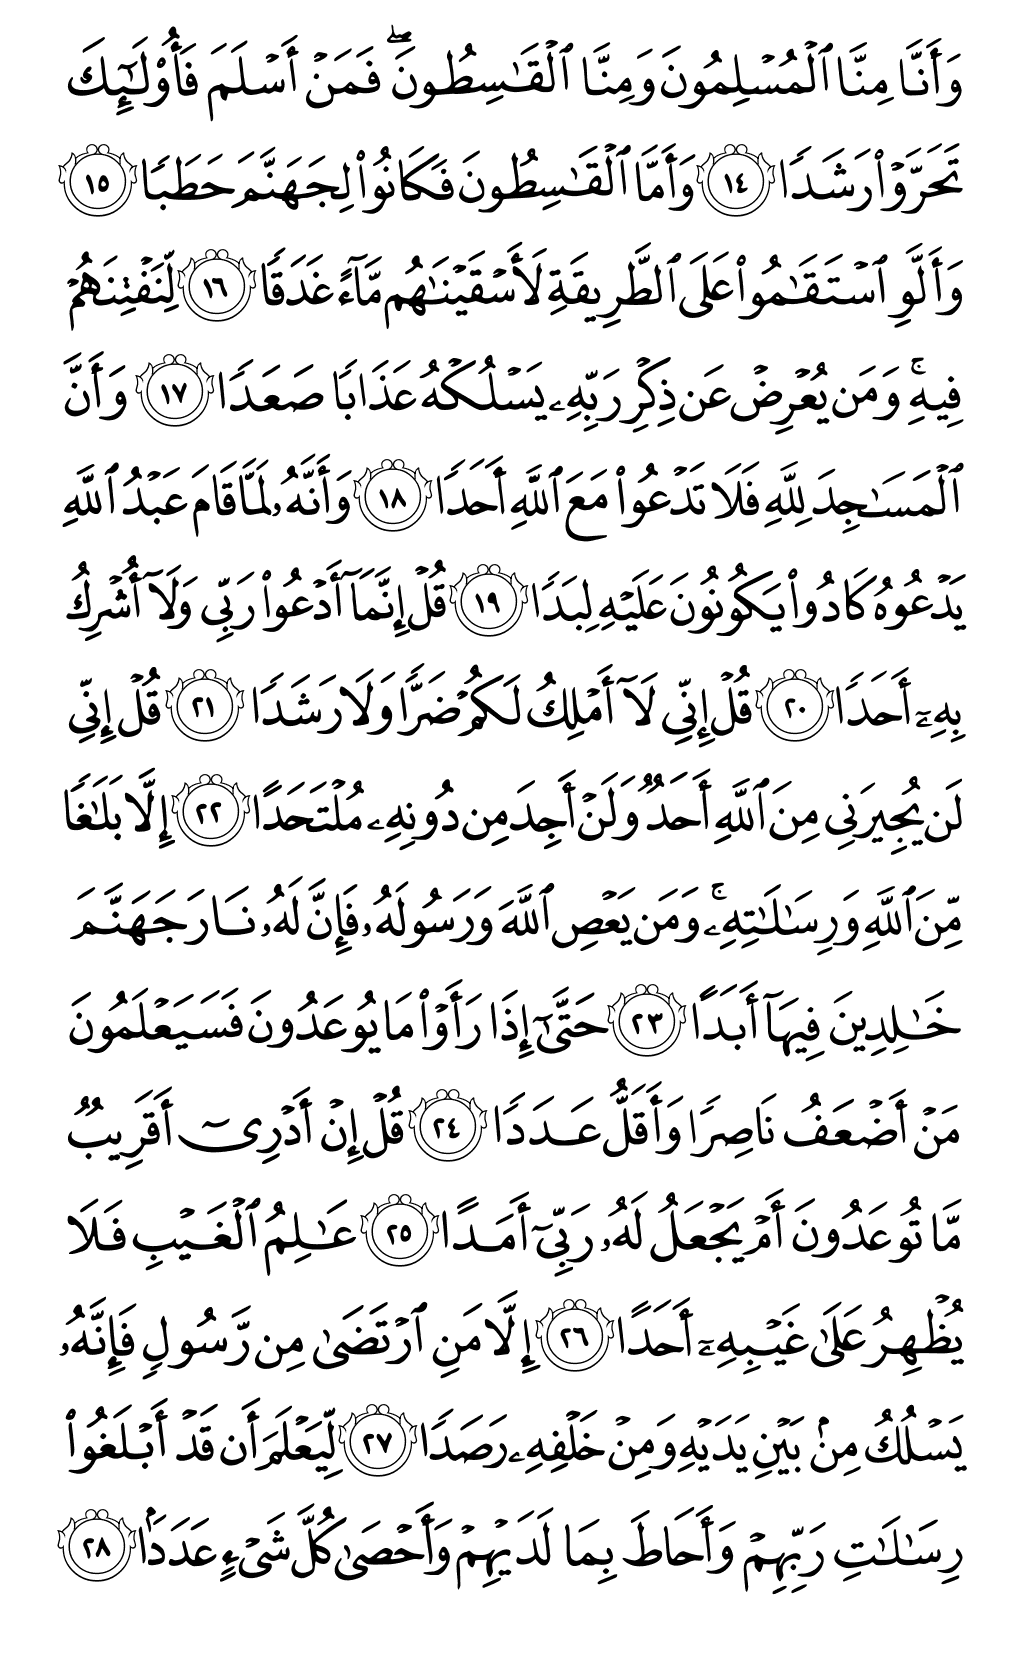 وَأَنَّا مِنَّا ٱلْمُسْلِمُونَ وَمِنَّا ٱلْقَـٰسِطُونَ ۖ فَمَنْ أَسْلَمَ فَأُو۟لَـٰٓئِكَ
تَحَرَّوْا۟ رَشَدًا ١٤ وَأَمَّا ٱلْقَـٰسِطُونَ فَكَانُوا۟ لِجَهَنَّمَ حَطَبًا ١٥
وَأَلَّوِ ٱسْتَقَـٰمُوا۟ عَلَى ٱلطَّرِيقَةِ لَأَسْقَيْنَـٰهُم مَّآءً غَدَقًا ١٦ لِّنَفْتِنَهُمْ
فِيهِ ۚ وَمَن يُعْرِضْ عَن ذِكْرِ رَبِّهِۦ يَسْلُكْهُ عَذَابًا صَعَدًا ١٧ وَأَنَّ
ٱلْمَسَـٰجِدَ لِلَّهِ فَلَا تَدْعُوا۟ مَعَ ٱللَّهِ أَحَدًا ١٨ وَأَنَّهُۥ لَمَّا قَامَ عَبْدُ ٱللَّهِ
يَدْعُوهُ كَادُوا۟ يَكُونُونَ عَلَيْهِ لِبَدًا ١٩ قُلْ إِنَّمَآ أَدْعُوا۟ رَبِّى وَلَآ أُشْرِكُ
بِهِۦٓ أَحَدًا ٢٠ قُلْ إِنِّى لَآ أَمْلِكُ لَكُمْ ضَرًّا وَلَا رَشَدًا ٢١ قُلْ إِنِّى
لَن يُجِيرَنِى مِنَ ٱللَّهِ أَحَدٌ وَلَنْ أَجِدَ مِن دُونِهِۦ مُلْتَحَدًا ٢٢ إِلَّا بَلَـٰغًا
مِّنَ ٱللَّهِ وَرِسَـٰلَـٰتِهِۦ ۚ وَمَن يَعْصِ ٱللَّهَ وَرَسُولَهُۥ فَإِنَّ لَهُۥ نَارَ جَهَنَّمَ
خَـٰلِدِينَ فِيهَآ أَبَدًا ٢٣ حَتَّىٰٓ إِذَا رَأَوْا۟ مَا يُوعَدُونَ فَسَيَعْلَمُونَ
مَنْ أَضْعَفُ نَاصِرًا وَأَقَلُّ عَدَدًا ٢٤ قُلْ إِنْ أَدْرِىٓ أَقَرِيبٌ
مَّا تُوعَدُونَ أَمْ يَجْعَلُ لَهُۥ رَبِّىٓ أَمَدًا ٢٥ عَـٰلِمُ ٱلْغَيْبِ فَلَا
يُظْهِرُ عَلَىٰ غَيْبِهِۦٓ أَحَدًا ٢٦ إِلَّا مَنِ ٱرْتَضَىٰ مِن رَّسُولٍ فَإِنَّهُۥ
يَسْلُكُ مِنۢ بَيْنِ يَدَيْهِ وَمِنْ خَلْفِهِۦ رَصَدًا ٢٧ لِّيَعْلَمَ أَن قَدْ أَبْلَغُوا۟
رِسَـٰلَـٰتِ رَبِّهِمْ وَأَحَاطَ بِمَا لَدَيْهِمْ وَأَحْصَىٰ كُلَّ شَىْءٍ عَدَدًۢا ٢٨